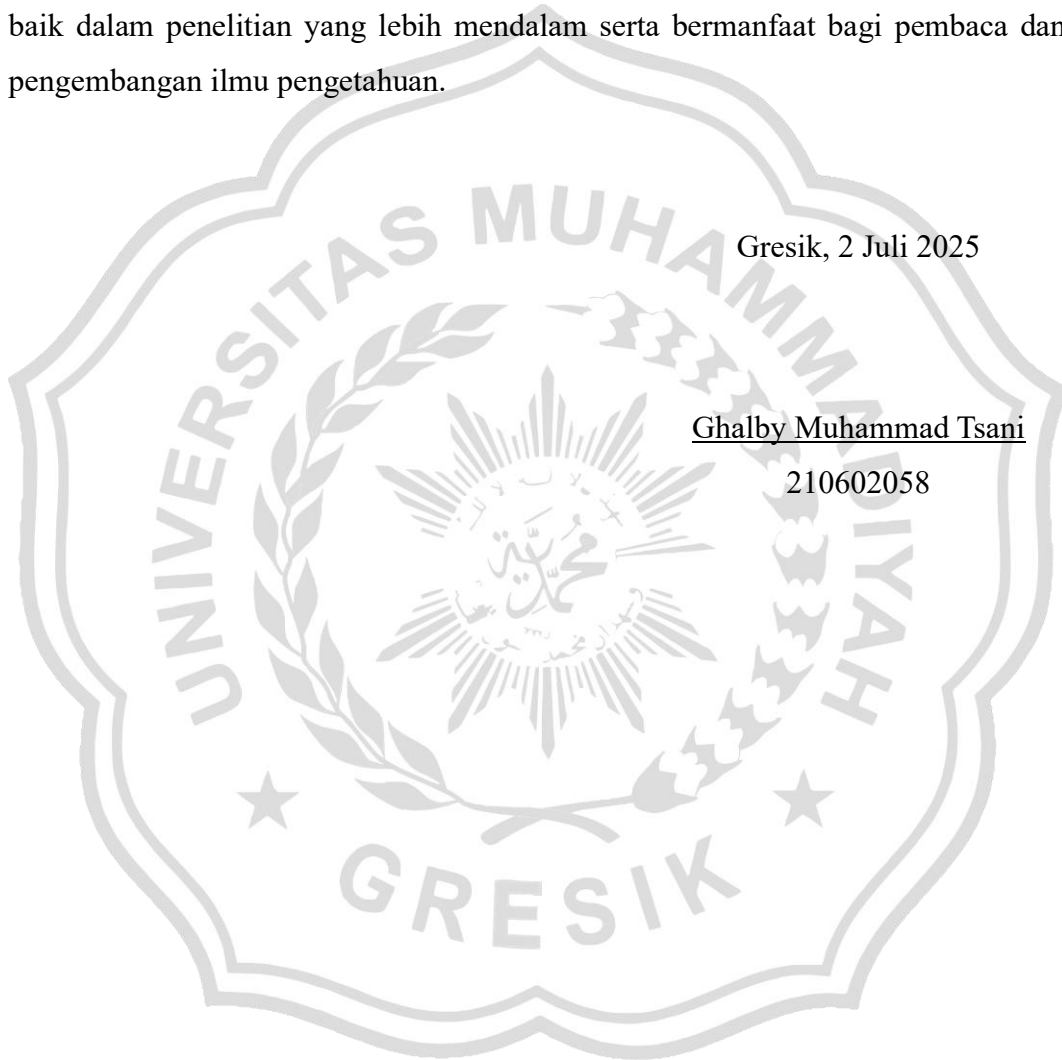 baik dalam penelitian yang lebih mendalam serta bermanfaat bagi pembaca dan
pengembangan ilmu pengetahuan.
Gresik, 2 Juli 2025
Ghalby Muhammad Tsani
210602058
UNIVERSITAS MUHAMMADIYAH
GRESIK